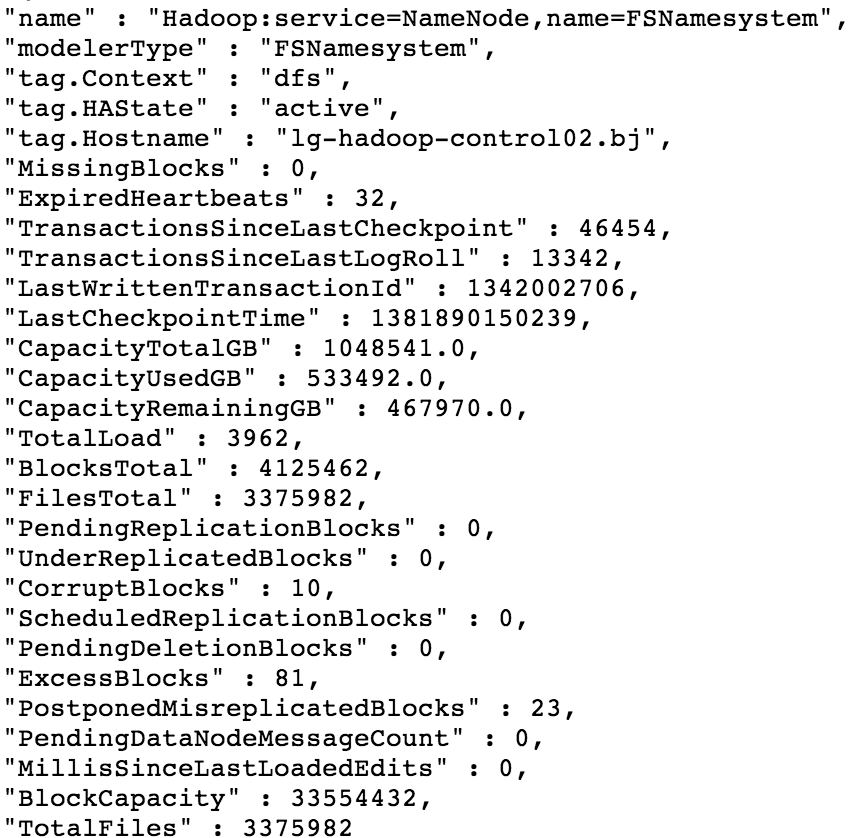 "name" : "Hadoop:service=NameNode,name=FSNamesystem",
"modelerType" : "FSNamesystem",
"tag.Context" : "dfs",
"tag.HAState" : "active",
"tag.Hostname" : "lg-hadoop-control02.bj",
"MissingBlocks" : 0,
"ExpiredHeartbeats" : 32,
"TransactionsSinceLastCheckpoint" : 46454,
"TransactionsSinceLastLogRoll" : 13342,
"LastWrittenTransactionId" : 1342002706,
"LastCheckpointTime" : 1381890150239,
"CapacityTotalGB" : 1048541.0,
"CapacityUsedGB" : 533492.0,
"CapacityRemainingGB" : 467970.0,
"TotalLoad" : 3962,
"BlocksTotal" : 4125462,
"FilesTotal" : 3375982,
"PendingReplicationBlocks" : 0,
"UnderReplicatedBlocks" : 0,
"CorruptBlocks" : 10,
"ScheduledReplicationBlocks" : 0,
"PendingDeletionBlocks" : 0,
"ExcessBlocks" : 81,
"PostponedMisreplicatedBlocks" : 23,
"PendingDataNodeMessageCount" : 0,
"MillisSinceLastLoadedEdits" : 0,
"BlockCapacity" : 33554432,
"TotalFiles" : 3375982